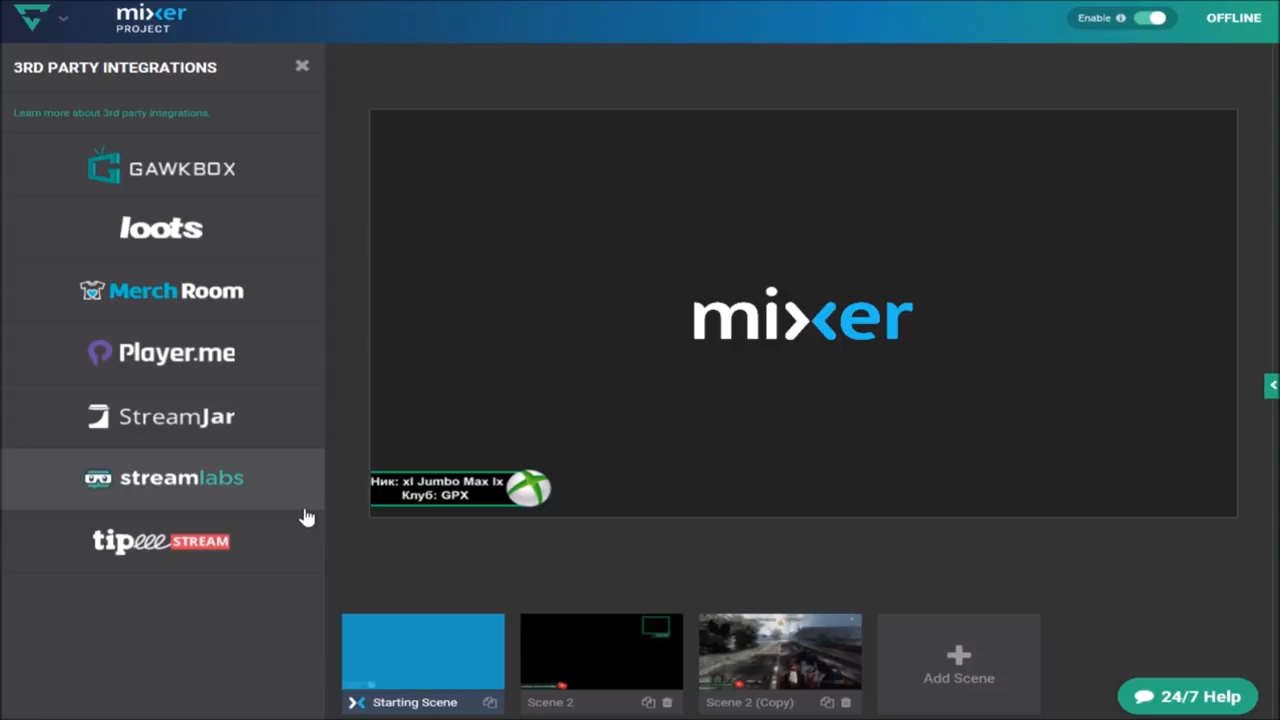 mixer
PROJECT
Enable
OFFLINE
3RD PARTY INTEGRATIONS
Learn more about 3rd party integrations.
GAWKBOX
loots
Merch Room
Player.me
StreamJar
streamlabs
tipeee STREAM
mixer
Ник: xl Jumbo Max lx
Клуб: GPX
Starting Scene
Scene 2
Scene 2 (Copy)
Add Scene
24/7 Help